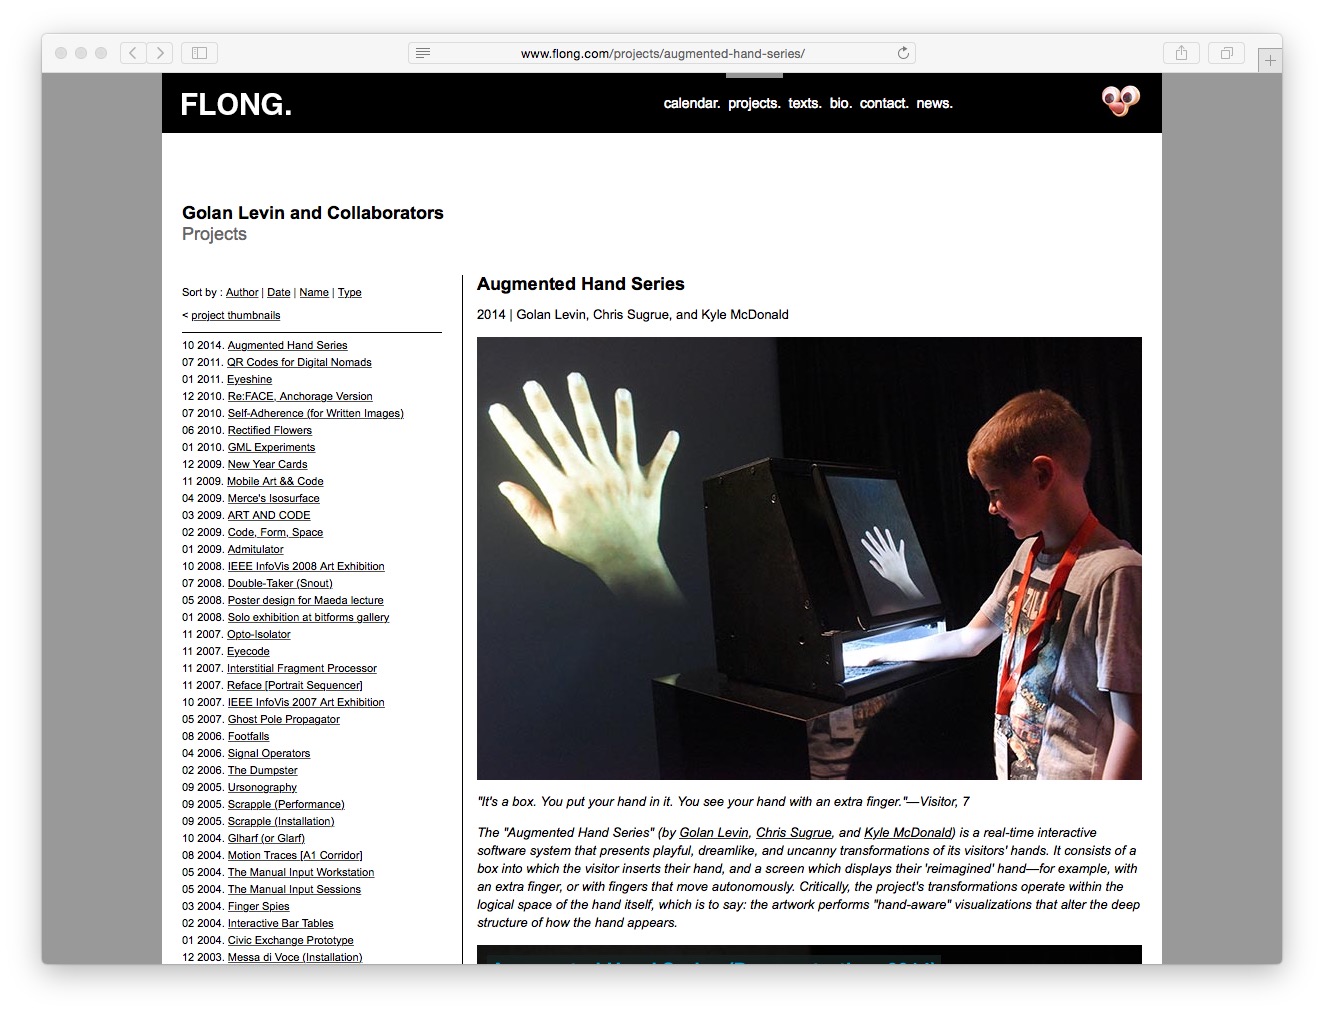 www.flong.com/projects/augmented-hand-series/
FLONG.
calendar. projects. texts. bio. contact. news.
Golan Levin and Collaborators
Projects
Sort by : Author | Date | Name | Type
< project thumbnails
10 2014. Augmented Hand Series
07 2011. QR Codes for Digital Nomads
01 2011. Eyeshine
12 2010. Re:FACE, Anchorage Version
07 2010. Self-Adherence (for Written Images)
06 2010. Rectified Flowers
01 2010. GML Experiments
12 2009. New Year Cards
11 2009. Mobile Art && Code
04 2009. Merce's Isosurface
03 2009. ART AND CODE
02 2009. Code, Form, Space
01 2009. Admitulator
10 2008. IEEE InfoVis 2008 Art Exhibition
07 2008. Double-Taker (Snout)
05 2008. Poster design for Maeda lecture
01 2008. Solo exhibition at bitforms gallery
11 2007. Opto-Isolator
11 2007. Eyecode
11 2007. Interstitial Fragment Processor
11 2007. Reface [Portrait Sequencer]
10 2007. IEEE InfoVis 2007 Art Exhibition
05 2007. Ghost Pole Propagator
08 2006. Footfalls
04 2006. Signal Operators
02 2006. The Dumpster
09 2005. Ursonography
09 2005. Scrapple (Performance)
09 2005. Scrapple (Installation)
10 2004. Glharf (or Glarf)
08 2004. Motion Traces [A1 Corridor]
05 2004. The Manual Input Workstation
05 2004. The Manual Input Sessions
03 2004. Finger Spies
02 2004. Interactive Bar Tables
01 2004. Civic Exchange Prototype
12 2003. Messa di Voce (Installation)
Augmented Hand Series
2014 | Golan Levin, Chris Sugrue, and Kyle McDonald
"It's a box. You put your hand in it. You see your hand with an extra finger."—Visitor, 7
The "Augmented Hand Series" (by Golan Levin, Chris Sugrue, and Kyle McDonald) is a real-time interactive
software system that presents playful, dreamlike, and uncanny transformations of its visitors' hands. It consists of a
box into which the visitor inserts their hand, and a screen which displays their 'reimagined' hand—for example, with
an extra finger, or with fingers that move autonomously. Critically, the project's transformations operate within the
logical space of the hand itself, which is to say: the artwork performs "hand-aware" visualizations that alter the deep
structure of how the hand appears.